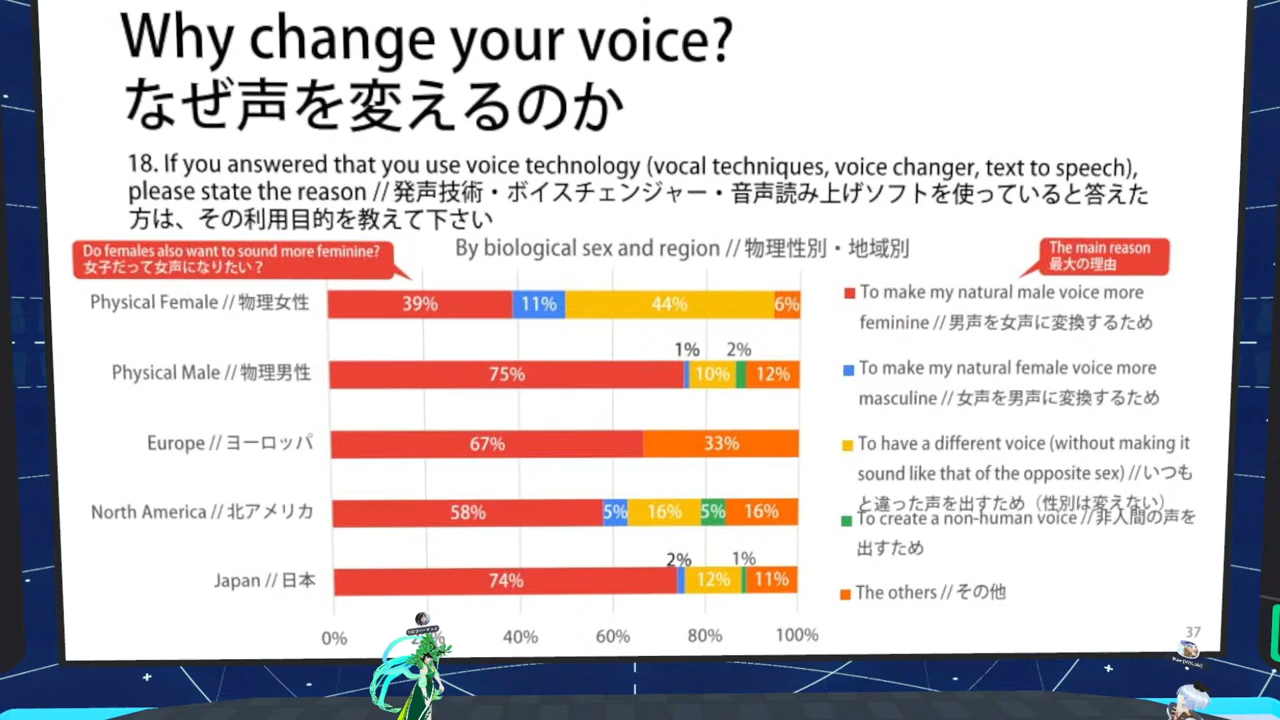 Why change your voice?
なぜ声を変えるのか
18. If you answered that you use voice technology (vocal techniques, voice changer, text to speech),
please state the reason // 発声技術・ボイスチェンジャー・音声読み上げソフトを使っていると答えた
方は、その利用目的を教えて下さい
Do females also want to sound more feminine?
女子だって女声になりたい？
By biological sex and region // 物理性別・地域別
The main reason
最大の理由
Physical Female // 物理女性
39% 11% 44% 6%
Physical Male // 物理男性
1% 2%
75% 10% 12%
Europe // ヨーロッパ
67% 33%
North America // 北アメリカ
58% 5% 16% 5% 16%
Japan // 日本
2% 1%
74% 12% 11%
0% 40% 60% 80% 100%
To make my natural male voice more
feminine // 男声を女声に変換するため
To make my natural female voice more
masculine // 女声を男声に変換するため
To have a different voice (without making it
sound like that of the opposite sex) // いつも
と違った声を出すため（性別は変えない）
To create a non-human voice // 非人間の声を
出すため
The others // その他
37